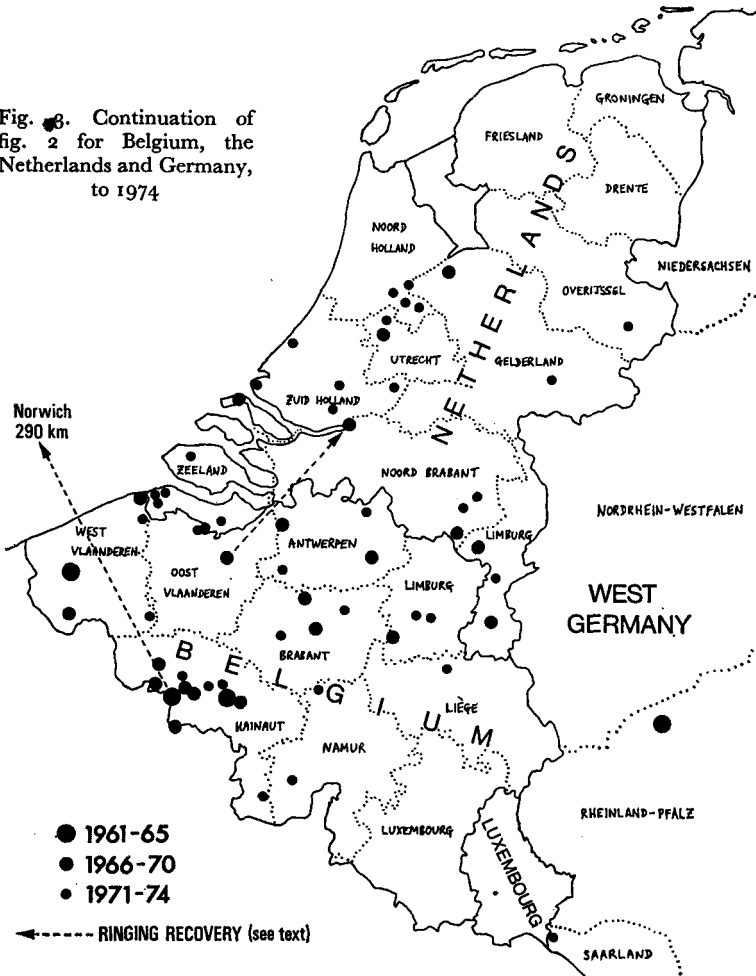 Fig. 3. Continuation of
fig. 2 for Belgium, the
Netherlands and Germany,
to 1974
GRONINGEN
FRIESLAND
DRENTE
NOORD
HOLLAND
NETHERLANDS
NIEDERSACHSEN
OVERIJSSEL
UTRECHT
GELDERLAND
ZUID HOLLAND
Norwich
290 km
ZEELAND
NOORD BRABANT
NORDRHEIN-WESTFALEN
WEST
VLAANDEREN
ANTWERPEN
LIMBURG
OOST
VLAANDEREN
LIMBURG
WEST
GERMANY
BRABANT
BELGIUM
LIÈGE
HAINAUT
NAMUR
RHEINLAND-PFALZ
LUXEMBOURG
LUXEMBOURG
SAARLAND
1961-65
1966-70
1971-74
RINGING RECOVERY (see text)